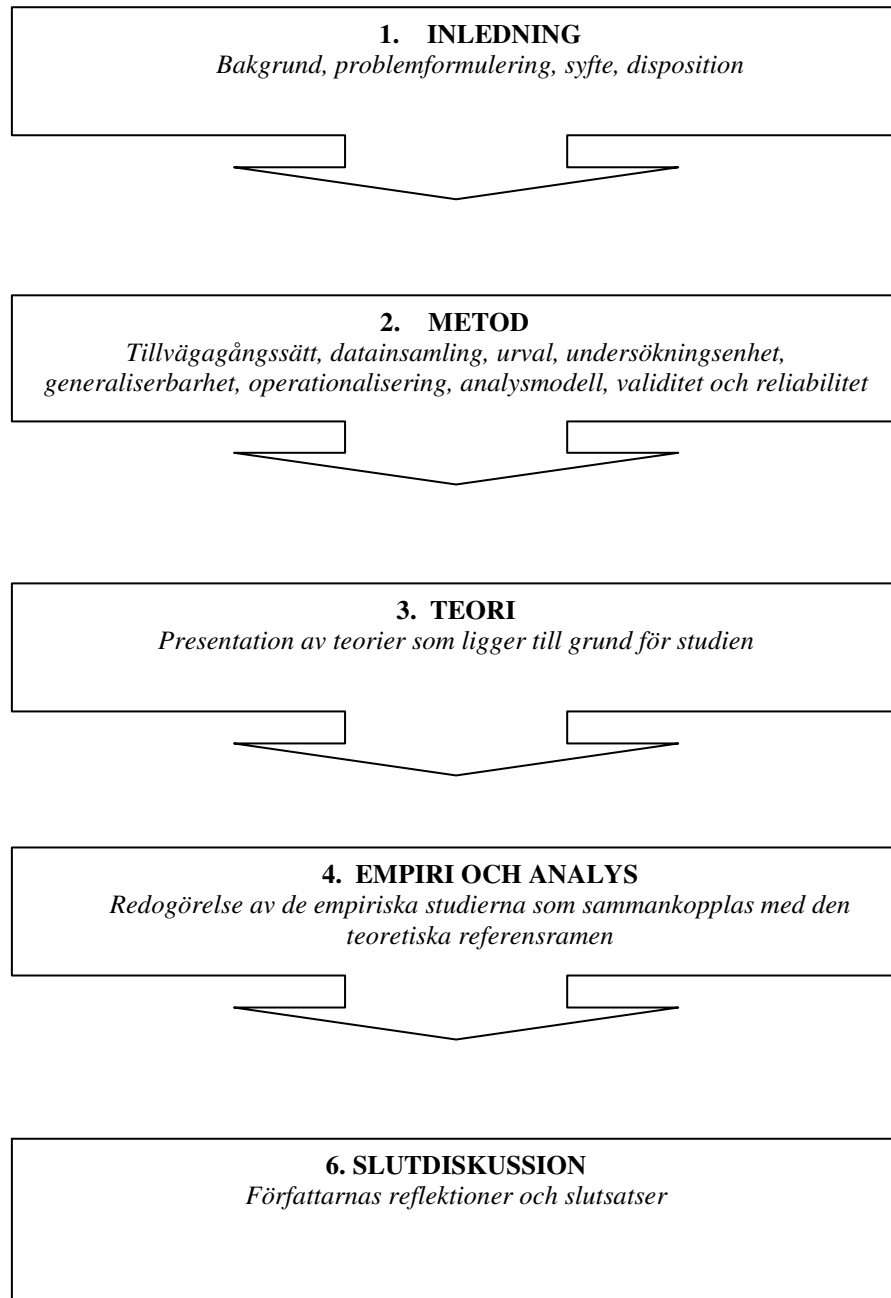 1. INLEDNING
Bakgrund, problemformulering, syfte, disposition
2. METOD
Tillvägagångssätt, datainsamling, urval, undersökningsenhet,
generaliserbarhet, operationalisering, analysmodell, validitet och reliabilitet
3. TEORI
Presentation av teorier som ligger till grund för studien
4. EMPIRI OCH ANALYS
Redogörelse av de empiriska studierna som sammankopplas med den
teoretiska referensramen
6. SLUTDISKUSSION
Författarnas reflektioner och slutsatser